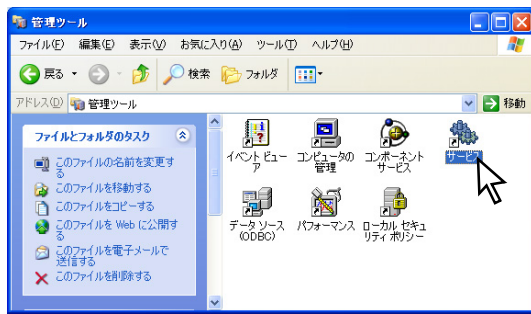 管理ツール
ファイル(F) 編集(E) 表示(V) お気に入り(A) ツール(T) ヘルプ(H)
戻る 検索 フォルダ
アドレス(D) 管理ツール 移動
ファイルとフォルダのタスク
このファイルの名前を変更す
る
このファイルを移動する
このファイルをコピーする
このファイルを Web に公開す
る
このファイルを電子メールで
送信する
このファイルを削除する
イベント ビュー
ア
コンピュータの
管理
コンポーネント
サービス
サービス
データ ソース
(ODBC)
パフォーマンス
ローカル セキュ
リティ ポリシー